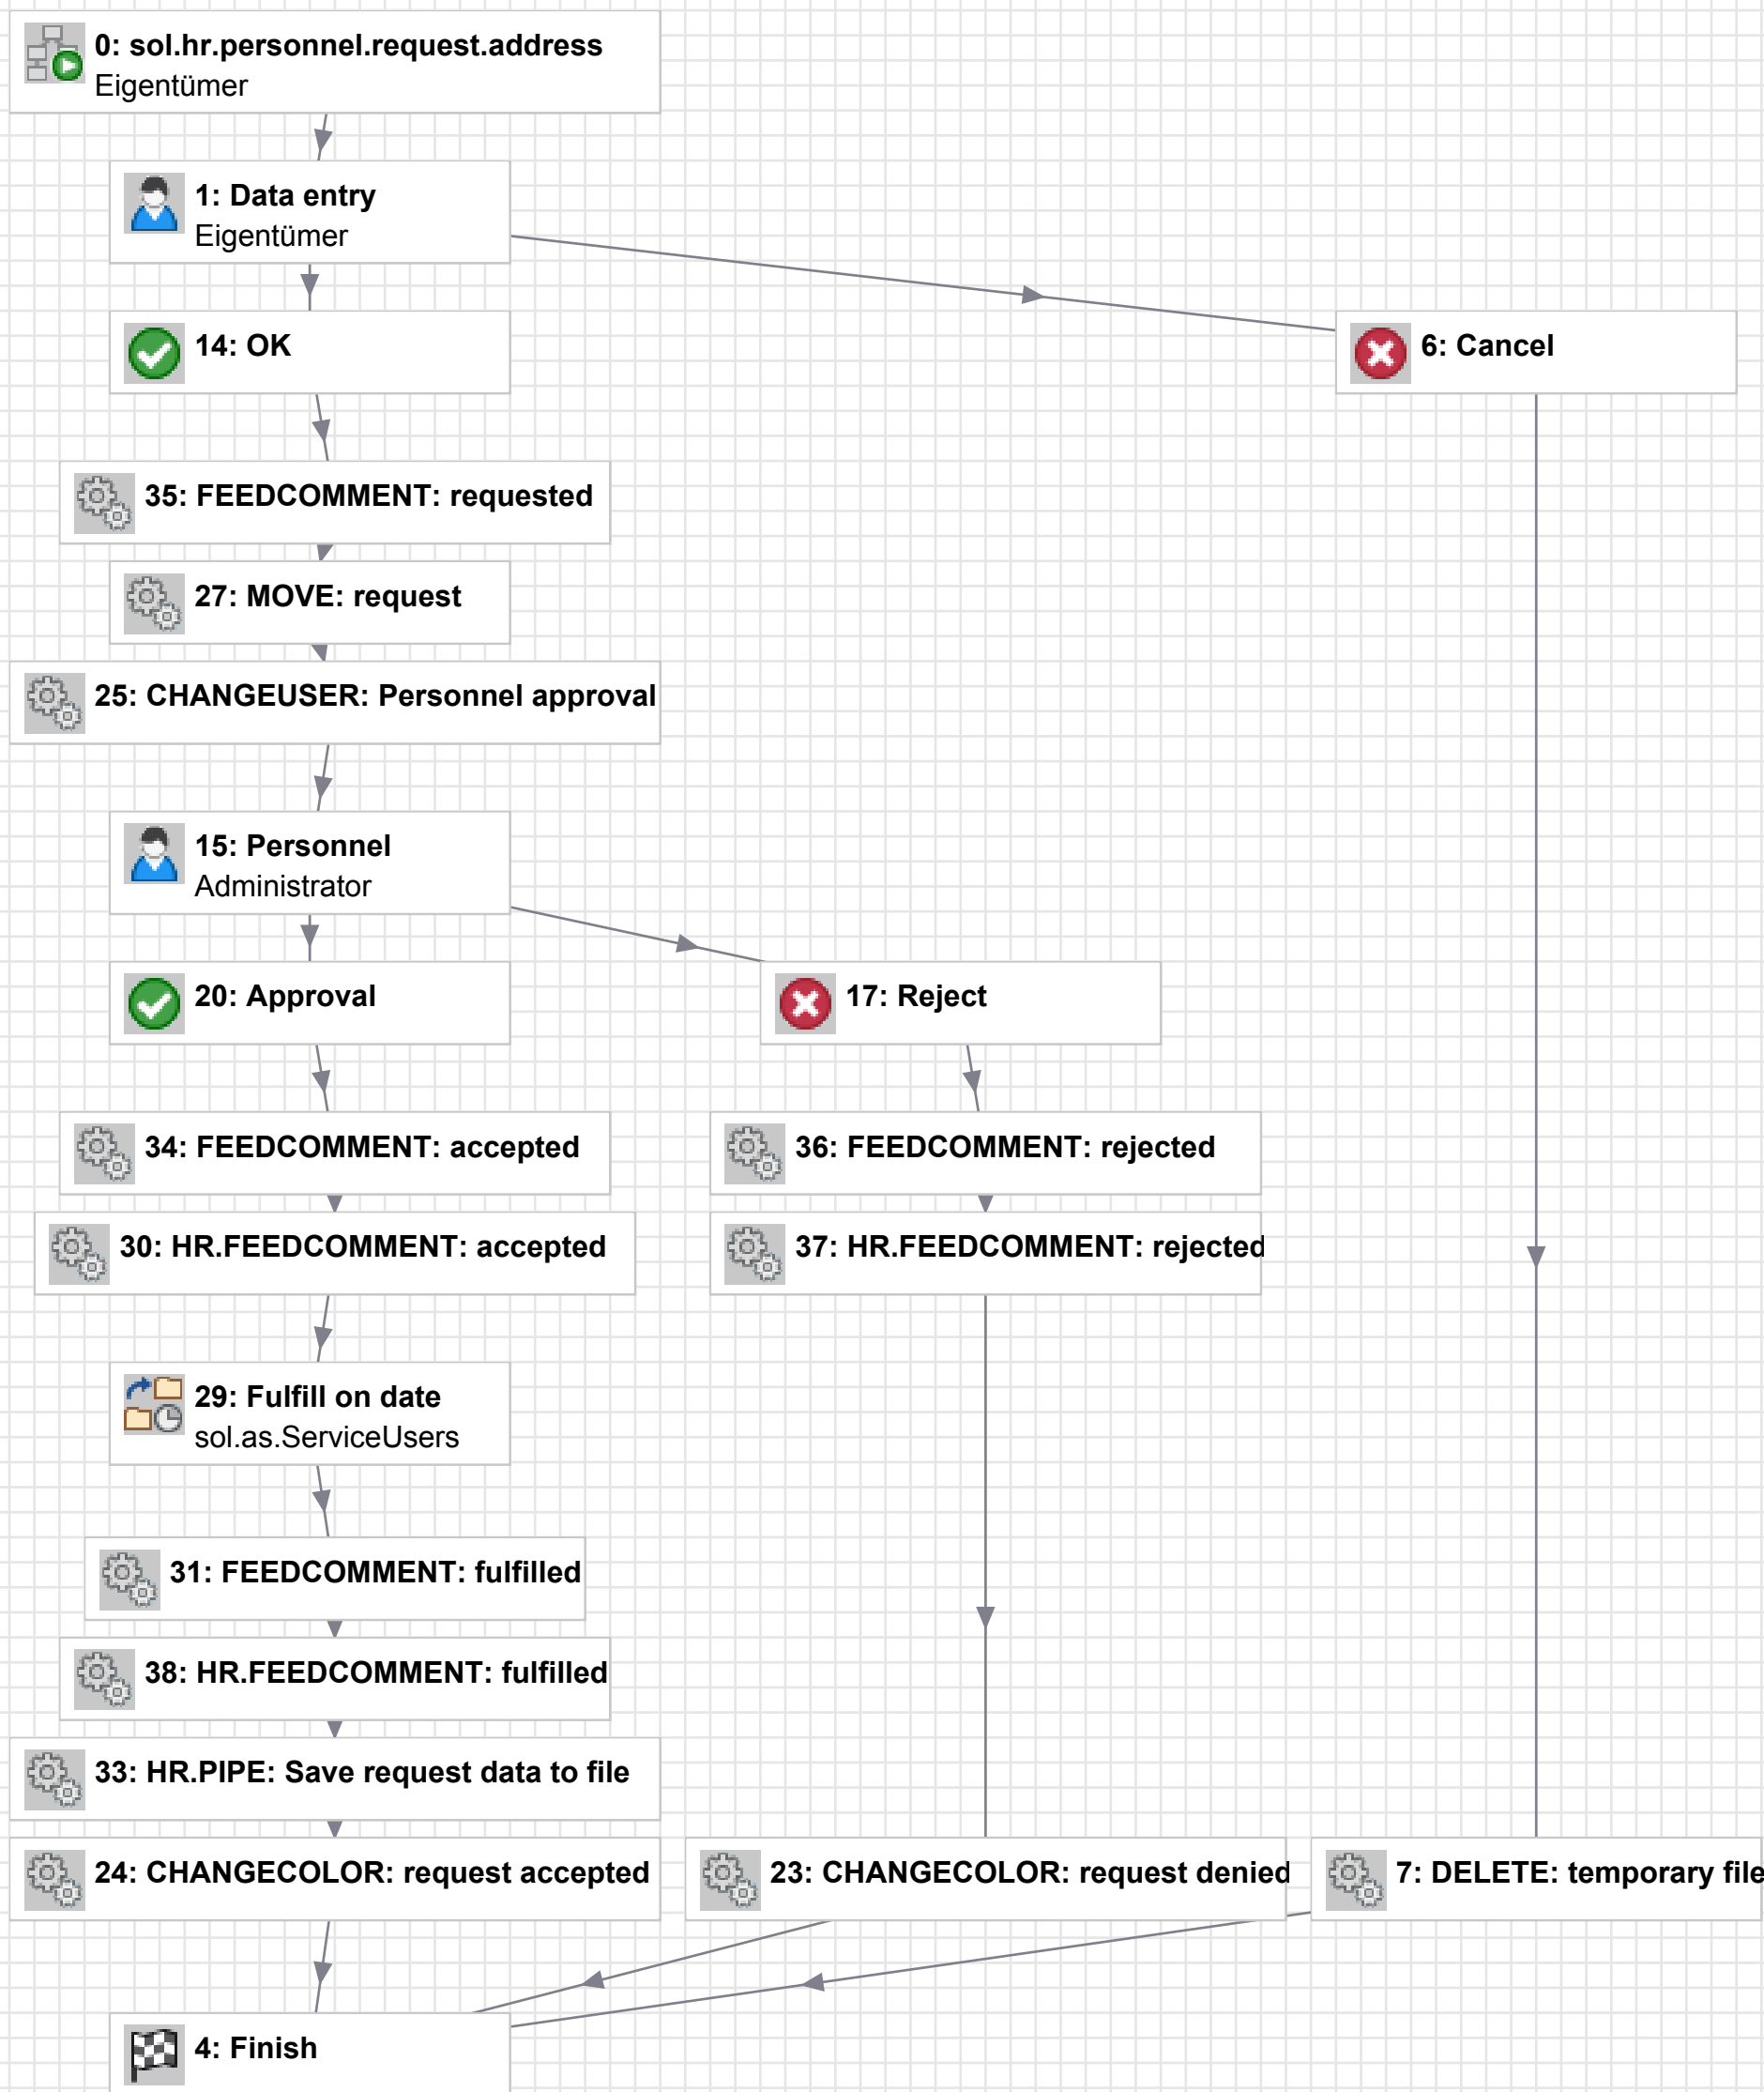 0: sol.hr.personnel.request.address
Eigentümer
1: Data entry
Eigentümer
14: OK
6: Cancel
35: FEEDCOMMENT: requested
27: MOVE: request
25: CHANGEUSER: Personnel approval
15: Personnel
Administrator
20: Approval
17: Reject
34: FEEDCOMMENT: accepted
36: FEEDCOMMENT: rejected
30: HR.FEEDCOMMENT: accepted
37: HR.FEEDCOMMENT: rejected
29: Fulfill on date
sol.as.ServiceUsers
31: FEEDCOMMENT: fulfilled
38: HR.FEEDCOMMENT: fulfilled
33: HR.PIPE: Save request data to file
24: CHANGECOLOR: request accepted
23: CHANGECOLOR: request denied
7: DELETE: temporary file
4: Finish